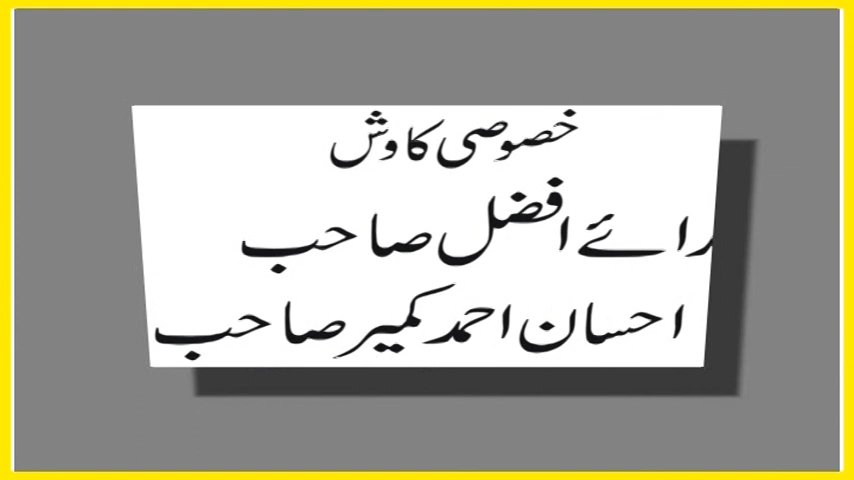 خصوصی کاوش
رائے افضل صاحب
احسان احمد کمیر صاحب